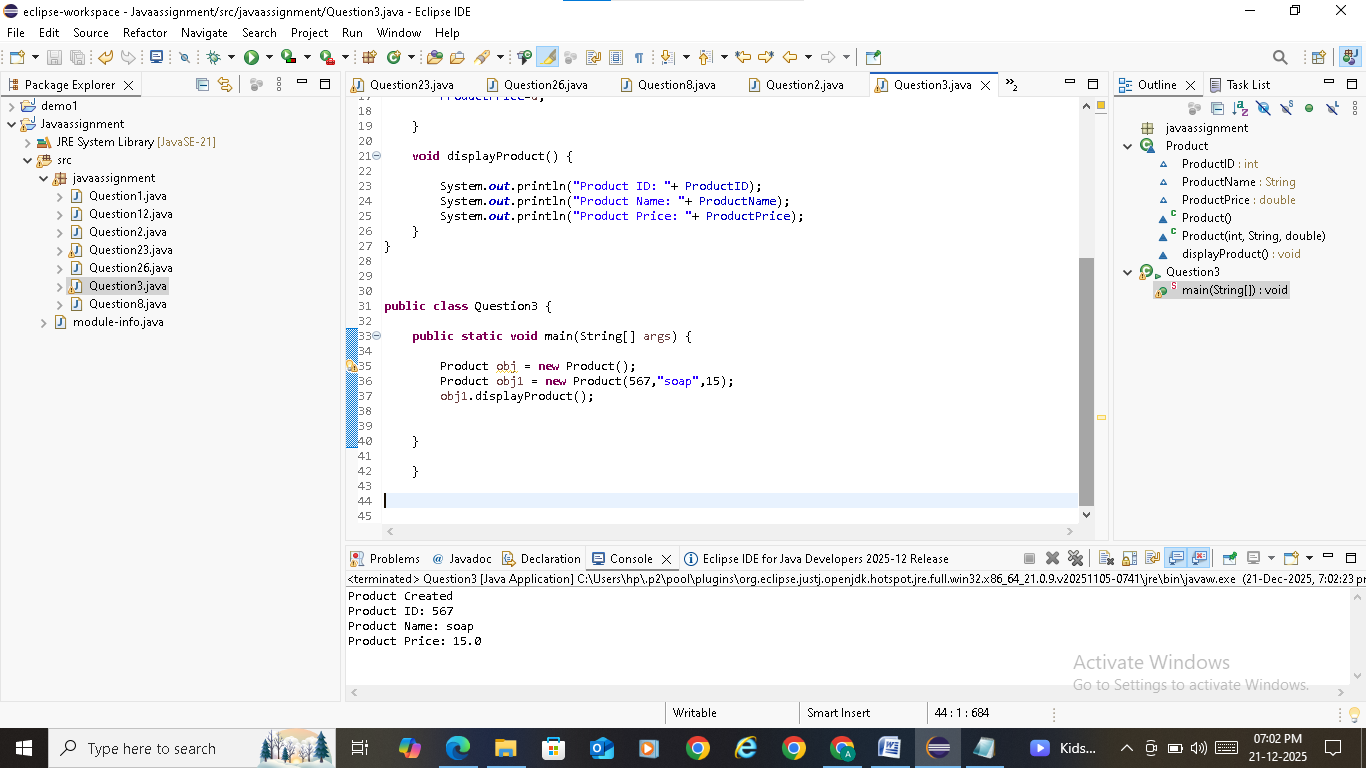 eclipse-workspace - Javaassignment/src/javaassignment/Question3.java - Eclipse IDE
File Edit Source Refactor Navigate Search Project Run Window Help
Package Explorer
demo1
Javaassignment
JRE System Library [JavaSE-21]
src
javaassignment
Question1.java
Question12.java
Question2.java
Question23.java
Question26.java
Question3.java
Question8.java
module-info.java
Question23.java Question26.java Question8.java Question2.java Question3.java »2
18
19 }
20
21 void displayProduct() {
22
23 System.out.println("Product ID: "+ ProductID);
24 System.out.println("Product Name: "+ ProductName);
25 System.out.println("Product Price: "+ ProductPrice);
26 }
27 }
28
29
30
31 public class Question3 {
32
33 public static void main(String[] args) {
34
35 Product obj = new Product();
36 Product obj1 = new Product(567,"soap",15);
37 obj1.displayProduct();
38
39
40 }
41
42 }
43
44
45
Outline Task List
javaassignment
Product
ProductID : int
ProductName : String
ProductPrice : double
Product()
Product(int, String, double)
displayProduct() : void
Question3
main(String[]) : void
Problems Javadoc Declaration Console Eclipse IDE for Java Developers 2025-12 Release
<terminated> Question3 [Java Application] C:\Users\hp\.p2\pool\plugins\org.eclipse.justj.openjdk.hotspot.jre.full.win32.x86_64_21.0.9.v20251105-0741\jre\bin\javaw.exe (21-Dec-2025, 7:02:23 pr
Product Created
Product ID: 567
Product Name: soap
Product Price: 15.0
Activate Windows
Go to Settings to activate Windows.
Writable Smart Insert 44 : 1 : 684
Type here to search
Kids...
07:02 PM
21-12-2025